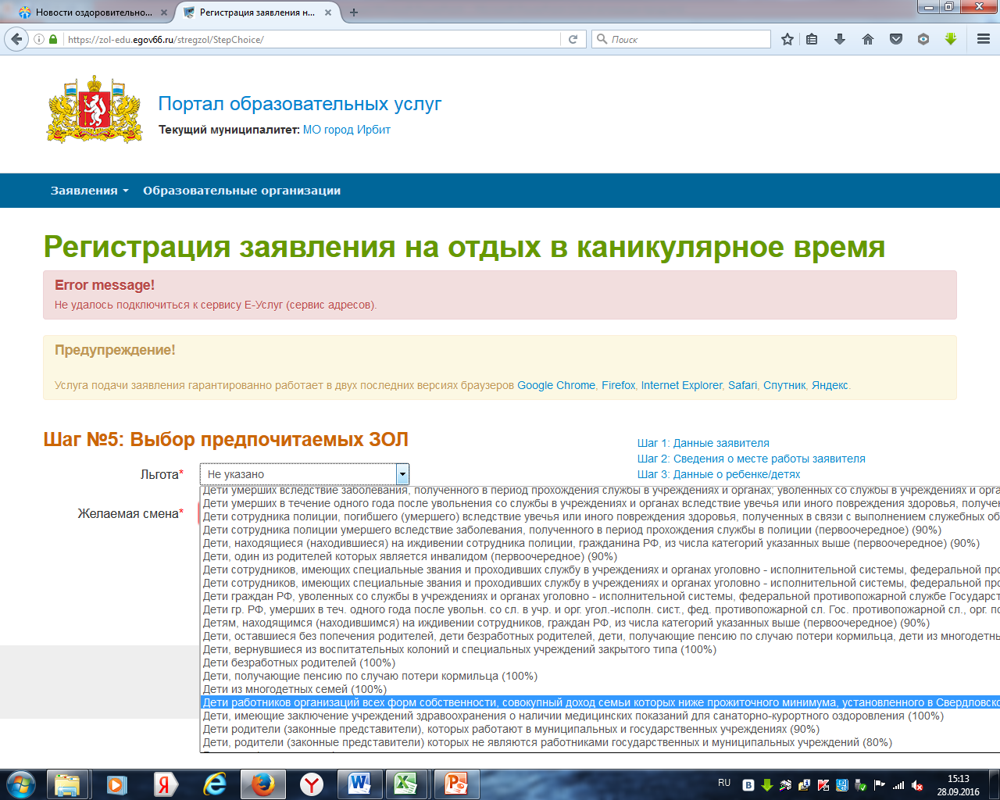 Новости оздоровительно...
Регистрация заявления н...
https://zol-edu.egov66.ru/stregzol/StepChoice/
Поиск
Портал образовательных услуг
Текущий муниципалитет: МО город Ирбит
Заявления
Образовательные организации
Регистрация заявления на отдых в каникулярное время
Error message!
Не удалось подключиться к сервису Е-Услуг (сервис адресов).
Предупреждение!
Услуга подачи заявления гарантированно работает в двух последних версиях браузеров Google Chrome, Firefox, Internet Explorer, Safari, Спутник, Яндекс.
Шаг №5: Выбор предпочитаемых ЗОЛ
Шаг 1: Данные заявителя
Шаг 2: Сведения о месте работы заявителя
Шаг 3: Данные о ребенке/детях
Льгота*
Не указано
Желаемая смена*
Дети умерших вследствие заболевания, полученного в период прохождения службы в учреждениях и органах; уволенных со службы в учреждениях и орга
Дети умерших в течение одного года после увольнения со службы в учреждениях и органах вследствие увечья или иного повреждения здоровья, получен
Дети сотрудника полиции, погибшего (умершего) вследствие увечья или иного повреждения здоровья, полученных в связи с выполнением служебных об
Дети сотрудника полиции умершего вследствие заболевания, полученного в период прохождения службы в полиции (первоочередное) (90%)
Дети, находящиеся (находившиеся) на иждивении сотрудника полиции, гражданина РФ, из числа категорий указанных выше (первоочередное) (90%)
Дети, один из родителей которых является инвалидом (первоочередное) (90%)
Дети сотрудников, имеющих специальные звания и проходивших службу в учреждениях и органах уголовно - исполнительной системы, федеральной про
Дети сотрудников, имеющих специальные звания и проходивших службу в учреждениях и органах уголовно - исполнительной системы, федеральной про
Дети граждан РФ, уволенных со службы в учреждениях и органах уголовно - исполнительной системы, федеральной противопожарной службе Государст
Дети гр. РФ, умерших в теч. одного года после увольн. со сл. в учр. и орг. угол.-исполн. сист., фед. противопожарной сл. Гос. противопожарной сл., орг. по
Детям, находящимся (находившимся) на иждивении сотрудников, граждан РФ, из числа категорий указанных выше (первоочередное) (90%)
Дети, оставшиеся без попечения родителей, дети безработных родителей, дети, получающие пенсию по случаю потери кормильца, дети из многодетны
Дети, вернувшиеся из воспитательных колоний и специальных учреждений закрытого типа (100%)
Дети безработных родителей (100%)
Дети, получающие пенсию по случаю потери кормильца (100%)
Дети из многодетных семей (100%)
Дети работников организаций всех форм собственности, совокупный доход семьи которых ниже прожиточного минимума, установленного в Свердловско
Дети, имеющие заключение учреждений здравоохранения о наличии медицинских показаний для санаторно-курортного оздоровления (100%)
Дети родители (законные представители), которых работают в муниципальных и государственных учреждениях (90%)
Дети, родители (законные представители) которых не являются работниками государственных и муниципальных учреждений (80%)
RU
15:13
28.09.2016